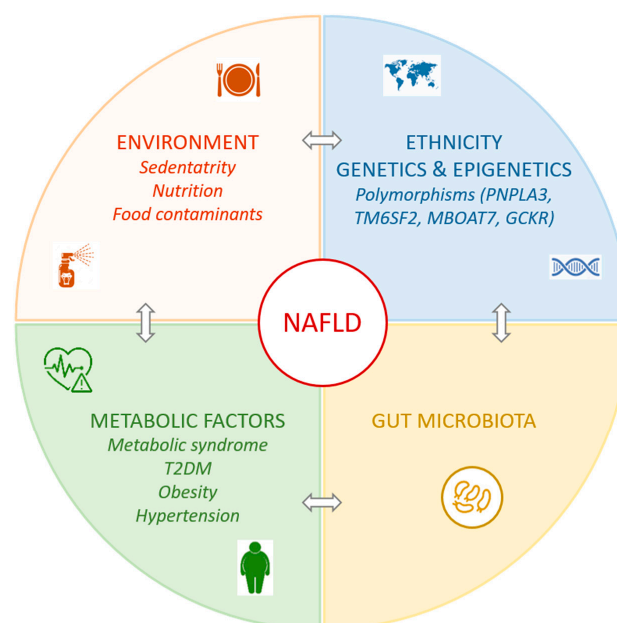 ENVIRONMENT
Sedentatrity
Nutrition
Food contaminants
ETHNICITY
GENETICS & EPIGENETICS
Polymorphisms (PNPLA3,
TM6SF2, MBOAT7, GCKR)
NAFLD
METABOLIC FACTORS
Metabolic syndrome
T2DM
Obesity
Hypertension
GUT MICROBIOTA